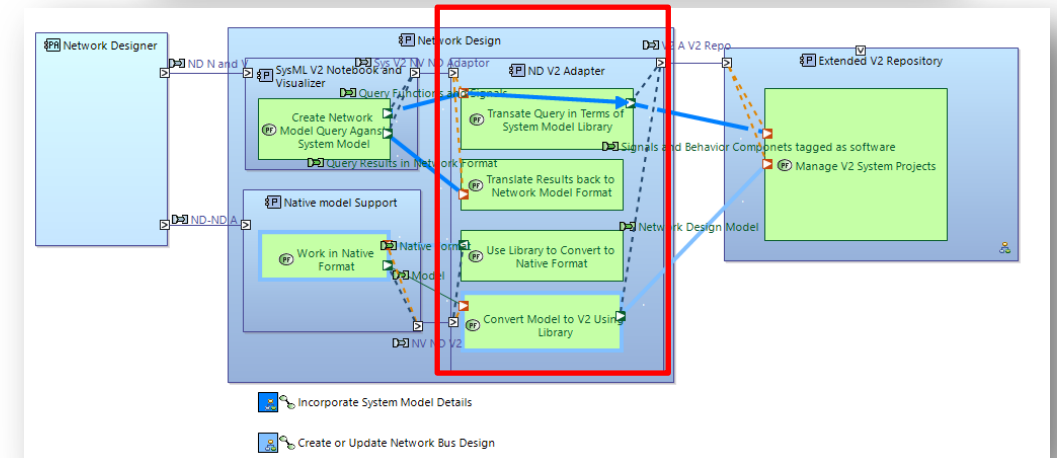 Network Designer
Network Design
ND N and V
Sys V2 NV ND Adaptor
V2 A V2 Repo
SysML V2 Notebook and
Visualizer
ND V2 Adapter
Extended V2 Repository
Query Functions and Signals
Create Network
Model Query Aganst
System Model
Transate Query in Terms of
System Model Library
Signals and Behavior Componets tagged as software
Query Results in Network Format
Manage V2 System Projects
Translate Results back to
Network Model Format
Native model Support
ND-ND A
Network Design Model
Work in Native
Format
Native Format
Use Library to Convert to
Native Format
Model
Convert Model to V2 Using
Library
NV ND V2
Incorporate System Model Details
Create or Update Network Bus Design